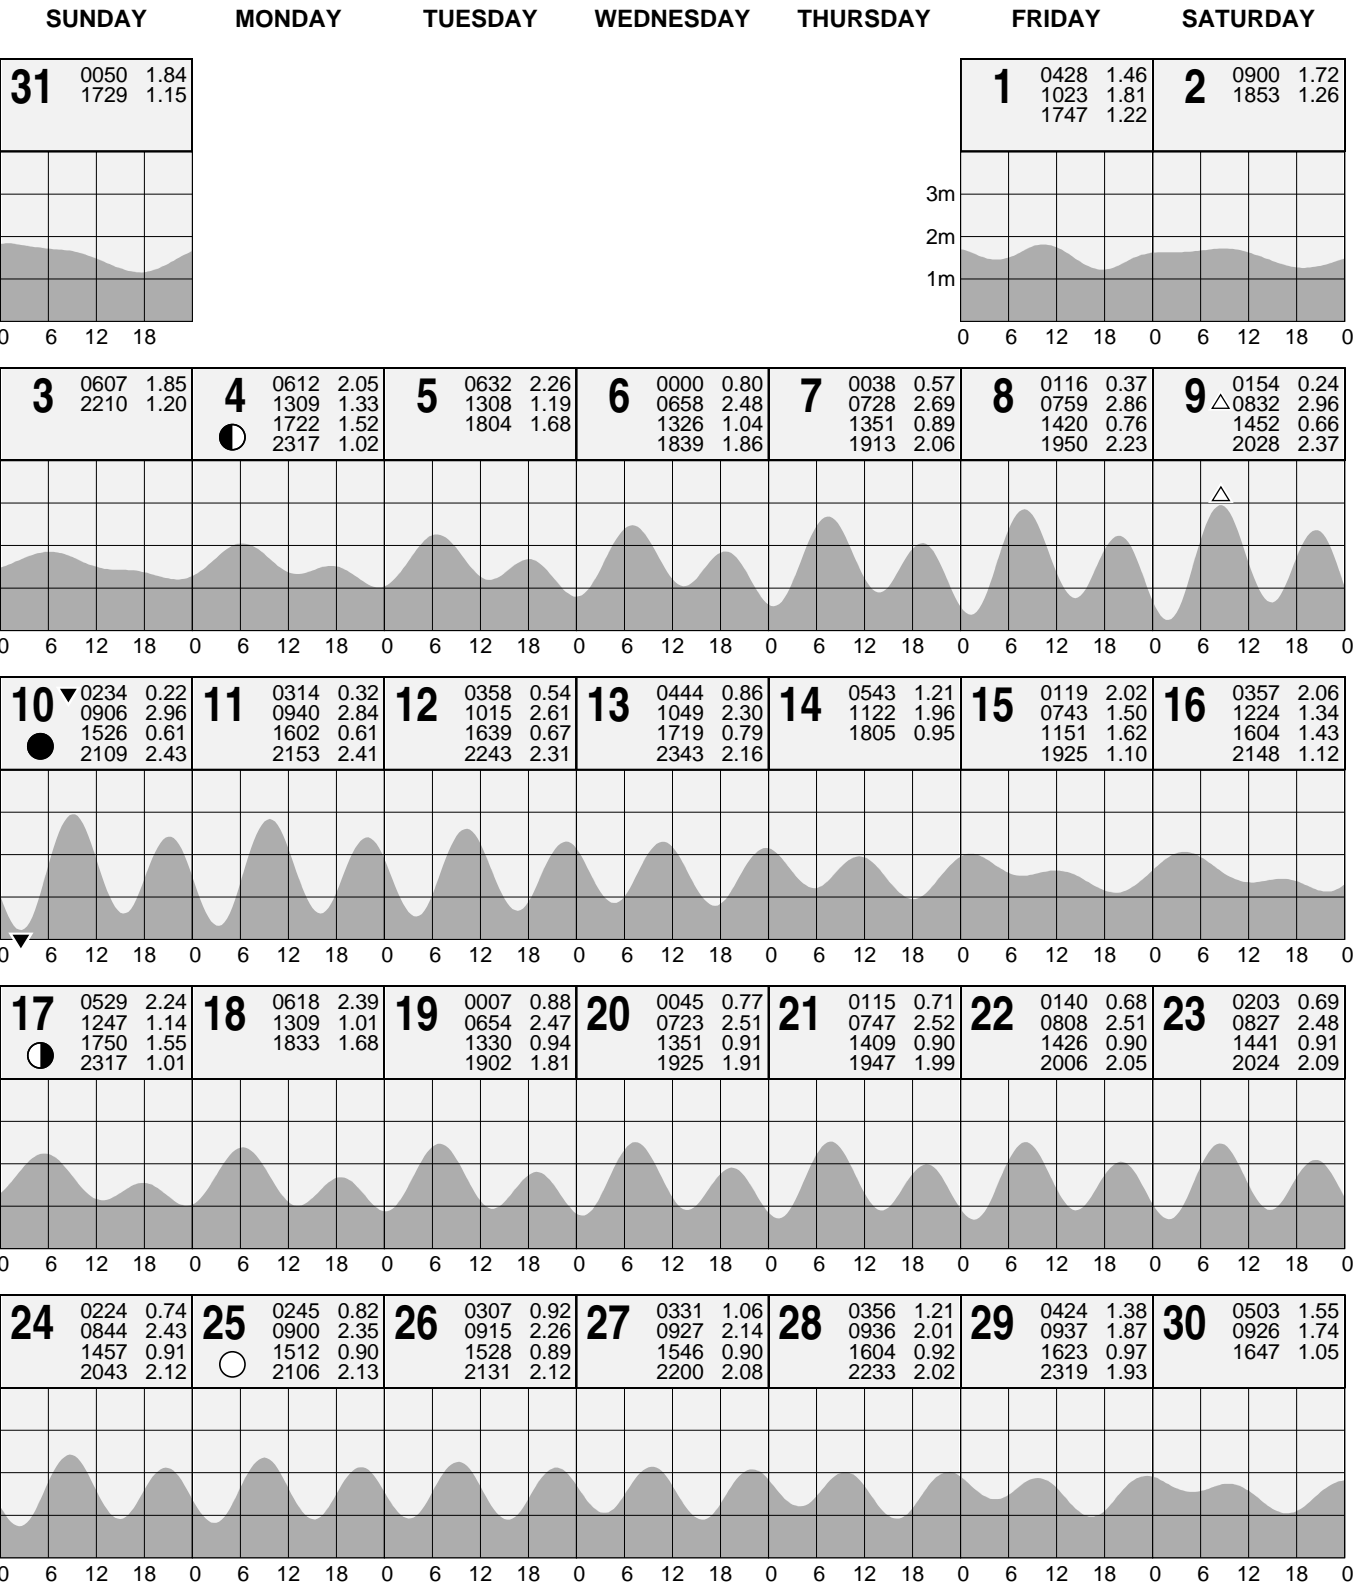 SUNDAY MONDAY TUESDAY WEDNESDAY THURSDAY FRIDAY SATURDAY
31 0050 1.84
1729 1.15
1 0428 1.46
1023 1.81
1747 1.22
2 0900 1.72
1853 1.26
3m
2m
1m
0 6 12 18
0 6 12 18 0 6 12 18 0
3 0607 1.85
2210 1.20
4 0612 2.05
1309 1.33
1722 1.52
2317 1.02
5 0632 2.26
1308 1.19
1804 1.68
6 0000 0.80
0658 2.48
1326 1.04
1839 1.86
7 0038 0.57
0728 2.69
1351 0.89
1913 2.06
8 0116 0.37
0759 2.86
1420 0.76
1950 2.23
9 0154 0.24
0832 2.96
1452 0.66
2028 2.37
0 6 12 18 0 6 12 18 0 6 12 18 0 6 12 18 0 6 12 18 0 6 12 18 0 6 12 18 0
10 0234 0.22
0906 2.96
1526 0.61
2109 2.43
11 0314 0.32
0940 2.84
1602 0.61
2153 2.41
12 0358 0.54
1015 2.61
1639 0.67
2243 2.31
13 0444 0.86
1049 2.30
1719 0.79
2343 2.16
14 0543 1.21
1122 1.96
1805 0.95
15 0119 2.02
0743 1.50
1151 1.62
1925 1.10
16 0357 2.06
1224 1.34
1604 1.43
2148 1.12
0 6 12 18 0 6 12 18 0 6 12 18 0 6 12 18 0 6 12 18 0 6 12 18 0 6 12 18 0
17 0529 2.24
1247 1.14
1750 1.55
2317 1.01
18 0618 2.39
1309 1.01
1833 1.68
19 0007 0.88
0654 2.47
1330 0.94
1902 1.81
20 0045 0.77
0723 2.51
1351 0.91
1925 1.91
21 0115 0.71
0747 2.52
1409 0.90
1947 1.99
22 0140 0.68
0808 2.51
1426 0.90
2006 2.05
23 0203 0.69
0827 2.48
1441 0.91
2024 2.09
0 6 12 18 0 6 12 18 0 6 12 18 0 6 12 18 0 6 12 18 0 6 12 18 0 6 12 18 0
24 0224 0.74
0844 2.43
1457 0.91
2043 2.12
25 0245 0.82
0900 2.35
1512 0.90
2106 2.13
26 0307 0.92
0915 2.26
1528 0.89
2131 2.12
27 0331 1.06
0927 2.14
1546 0.90
2200 2.08
28 0356 1.21
0936 2.01
1604 0.92
2233 2.02
29 0424 1.38
0937 1.87
1623 0.97
2319 1.93
30 0503 1.55
0926 1.74
1647 1.05
0 6 12 18 0 6 12 18 0 6 12 18 0 6 12 18 0 6 12 18 0 6 12 18 0 6 12 18 0